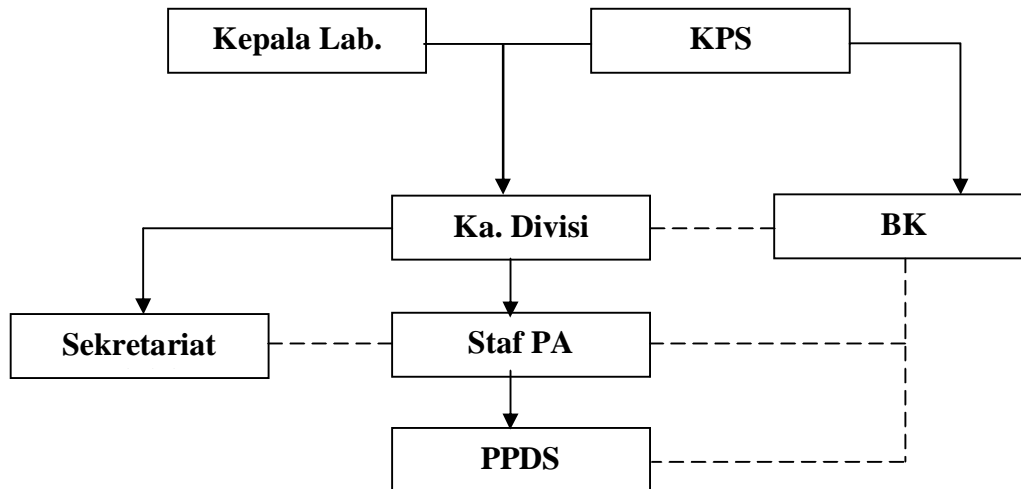 Kepala Lab.
KPS
Ka. Divisi
BK
Sekretariat
Staf PA
PPDS